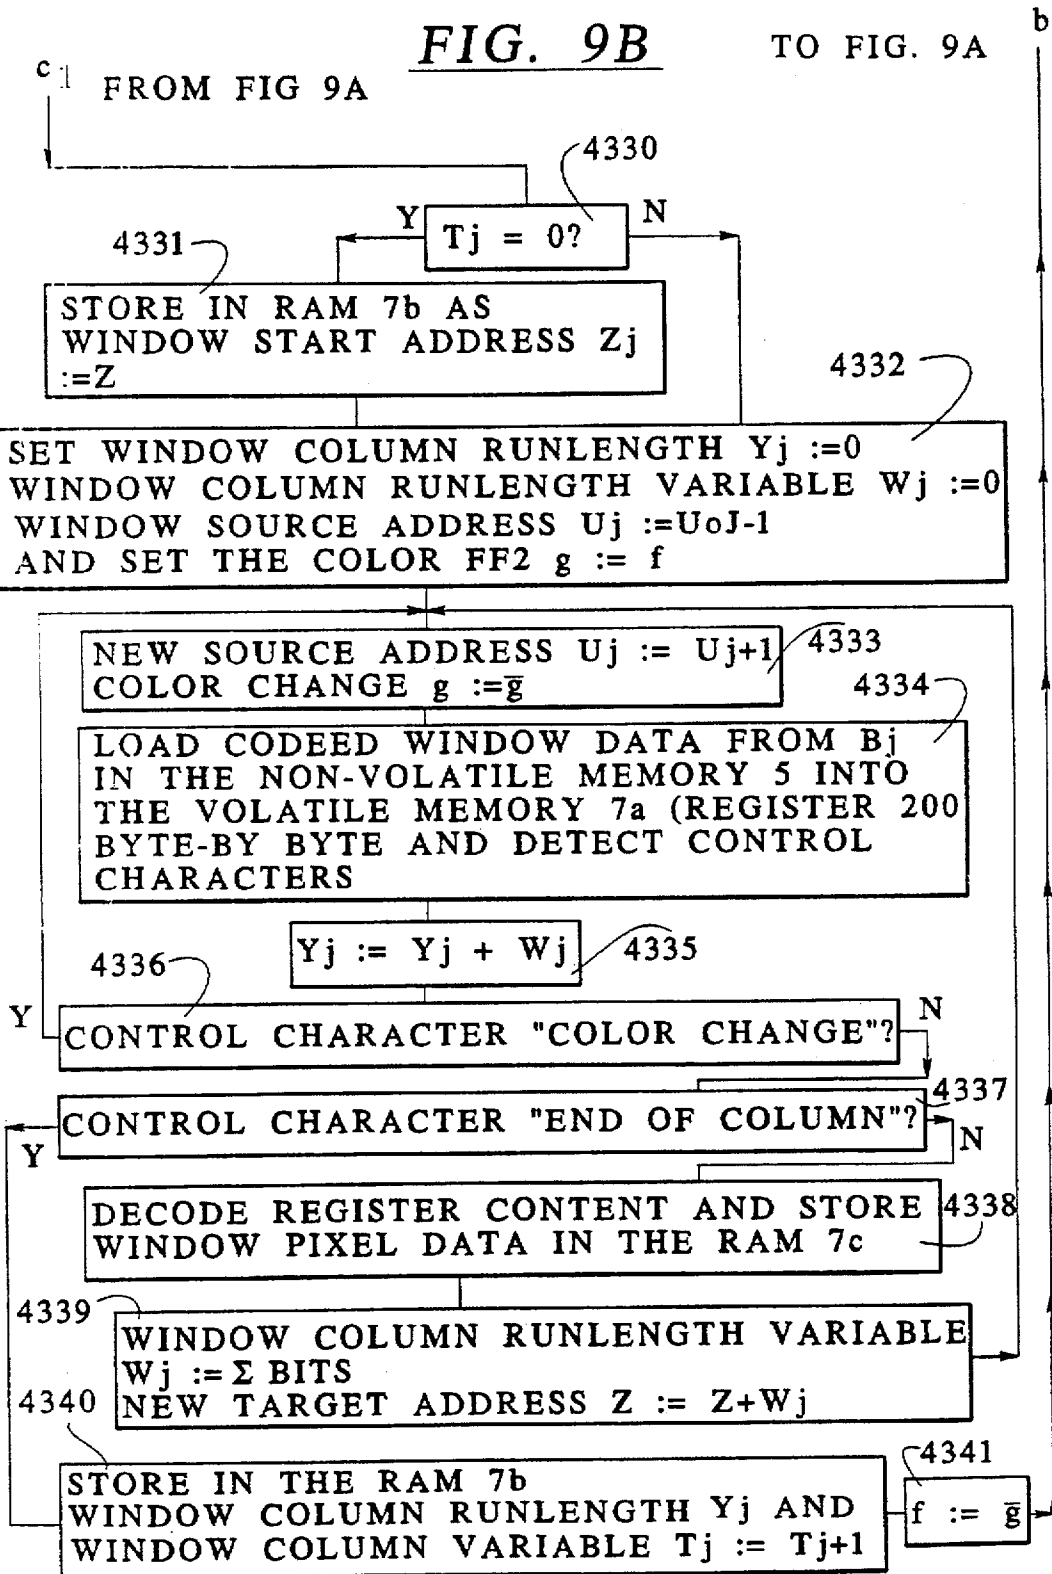 b
FIG. 9B
TO FIG. 9A
c1
FROM FIG 9A
4330
Y
Tj = 0?
N
4331
STORE IN RAM 7b AS
WINDOW START ADDRESS Zj
:=Z
4332
SET WINDOW COLUMN RUNLENGTH Yj :=0
WINDOW COLUMN RUNLENGTH VARIABLE Wj :=0
WINDOW SOURCE ADDRESS Uj :=UoJ-1
AND SET THE COLOR FF2 g := f
NEW SOURCE ADDRESS Uj := Uj+1
COLOR CHANGE g :=g̅
4333
4334
LOAD CODEED WINDOW DATA FROM Bj
IN THE NON-VOLATILE MEMORY 5 INTO
THE VOLATILE MEMORY 7a (REGISTER 200
BYTE-BY BYTE AND DETECT CONTROL
CHARACTERS
Yj := Yj + Wj
4335
4336
Y
CONTROL CHARACTER "COLOR CHANGE"?
N
4337
CONTROL CHARACTER "END OF COLUMN"?
Y
N
DECODE REGISTER CONTENT AND STORE
WINDOW PIXEL DATA IN THE RAM 7c
4338
4339
WINDOW COLUMN RUNLENGTH VARIABLE
Wj := Σ BITS
NEW TARGET ADDRESS Z := Z+Wj
4340
STORE IN THE RAM 7b
WINDOW COLUMN RUNLENGTH Yj AND
WINDOW COLUMN VARIABLE Tj := Tj+1
4341
f := g̅